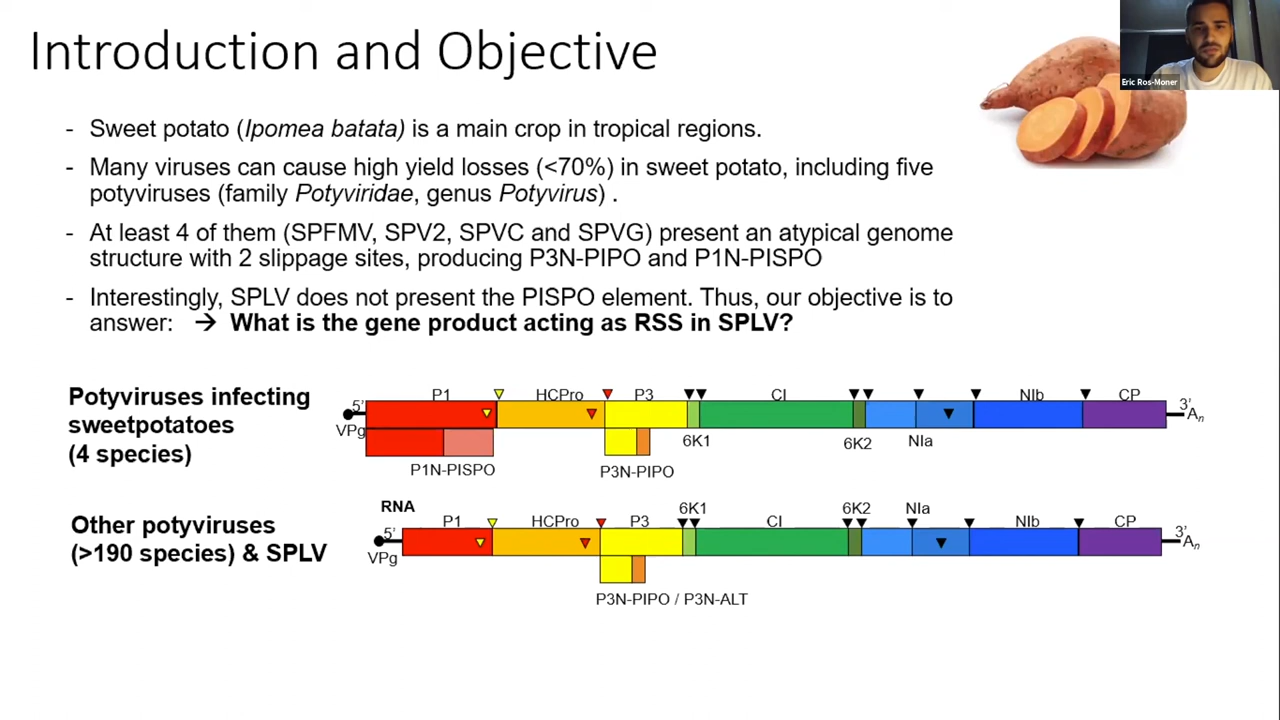 Introduction and Objective
Eric Ros-Moner
- Sweet potato (Ipomea batata) is a main crop in tropical regions.
- Many viruses can cause high yield losses (<70%) in sweet potato, including five
potyviruses (family Potyviridae, genus Potyvirus) .
- At least 4 of them (SPFMV, SPV2, SPVC and SPVG) present an atypical genome
structure with 2 slippage sites, producing P3N-PIPO and P1N-PISPO
- Interestingly, SPLV does not present the PISPO element. Thus, our objective is to
answer: → What is the gene product acting as RSS in SPLV?
Potyviruses infecting
sweetpotatoes
(4 species)
P1 HCPro P3 CI NIb CP
5' 3'
VPg An
6K1 6K2 NIa
P1N-PISPO P3N-PIPO
Other potyviruses
(>190 species) & SPLV
RNA 6K1 6K2 NIa
P1 HCPro P3 CI NIb CP
5' 3'
VPg An
P3N-PIPO / P3N-ALT